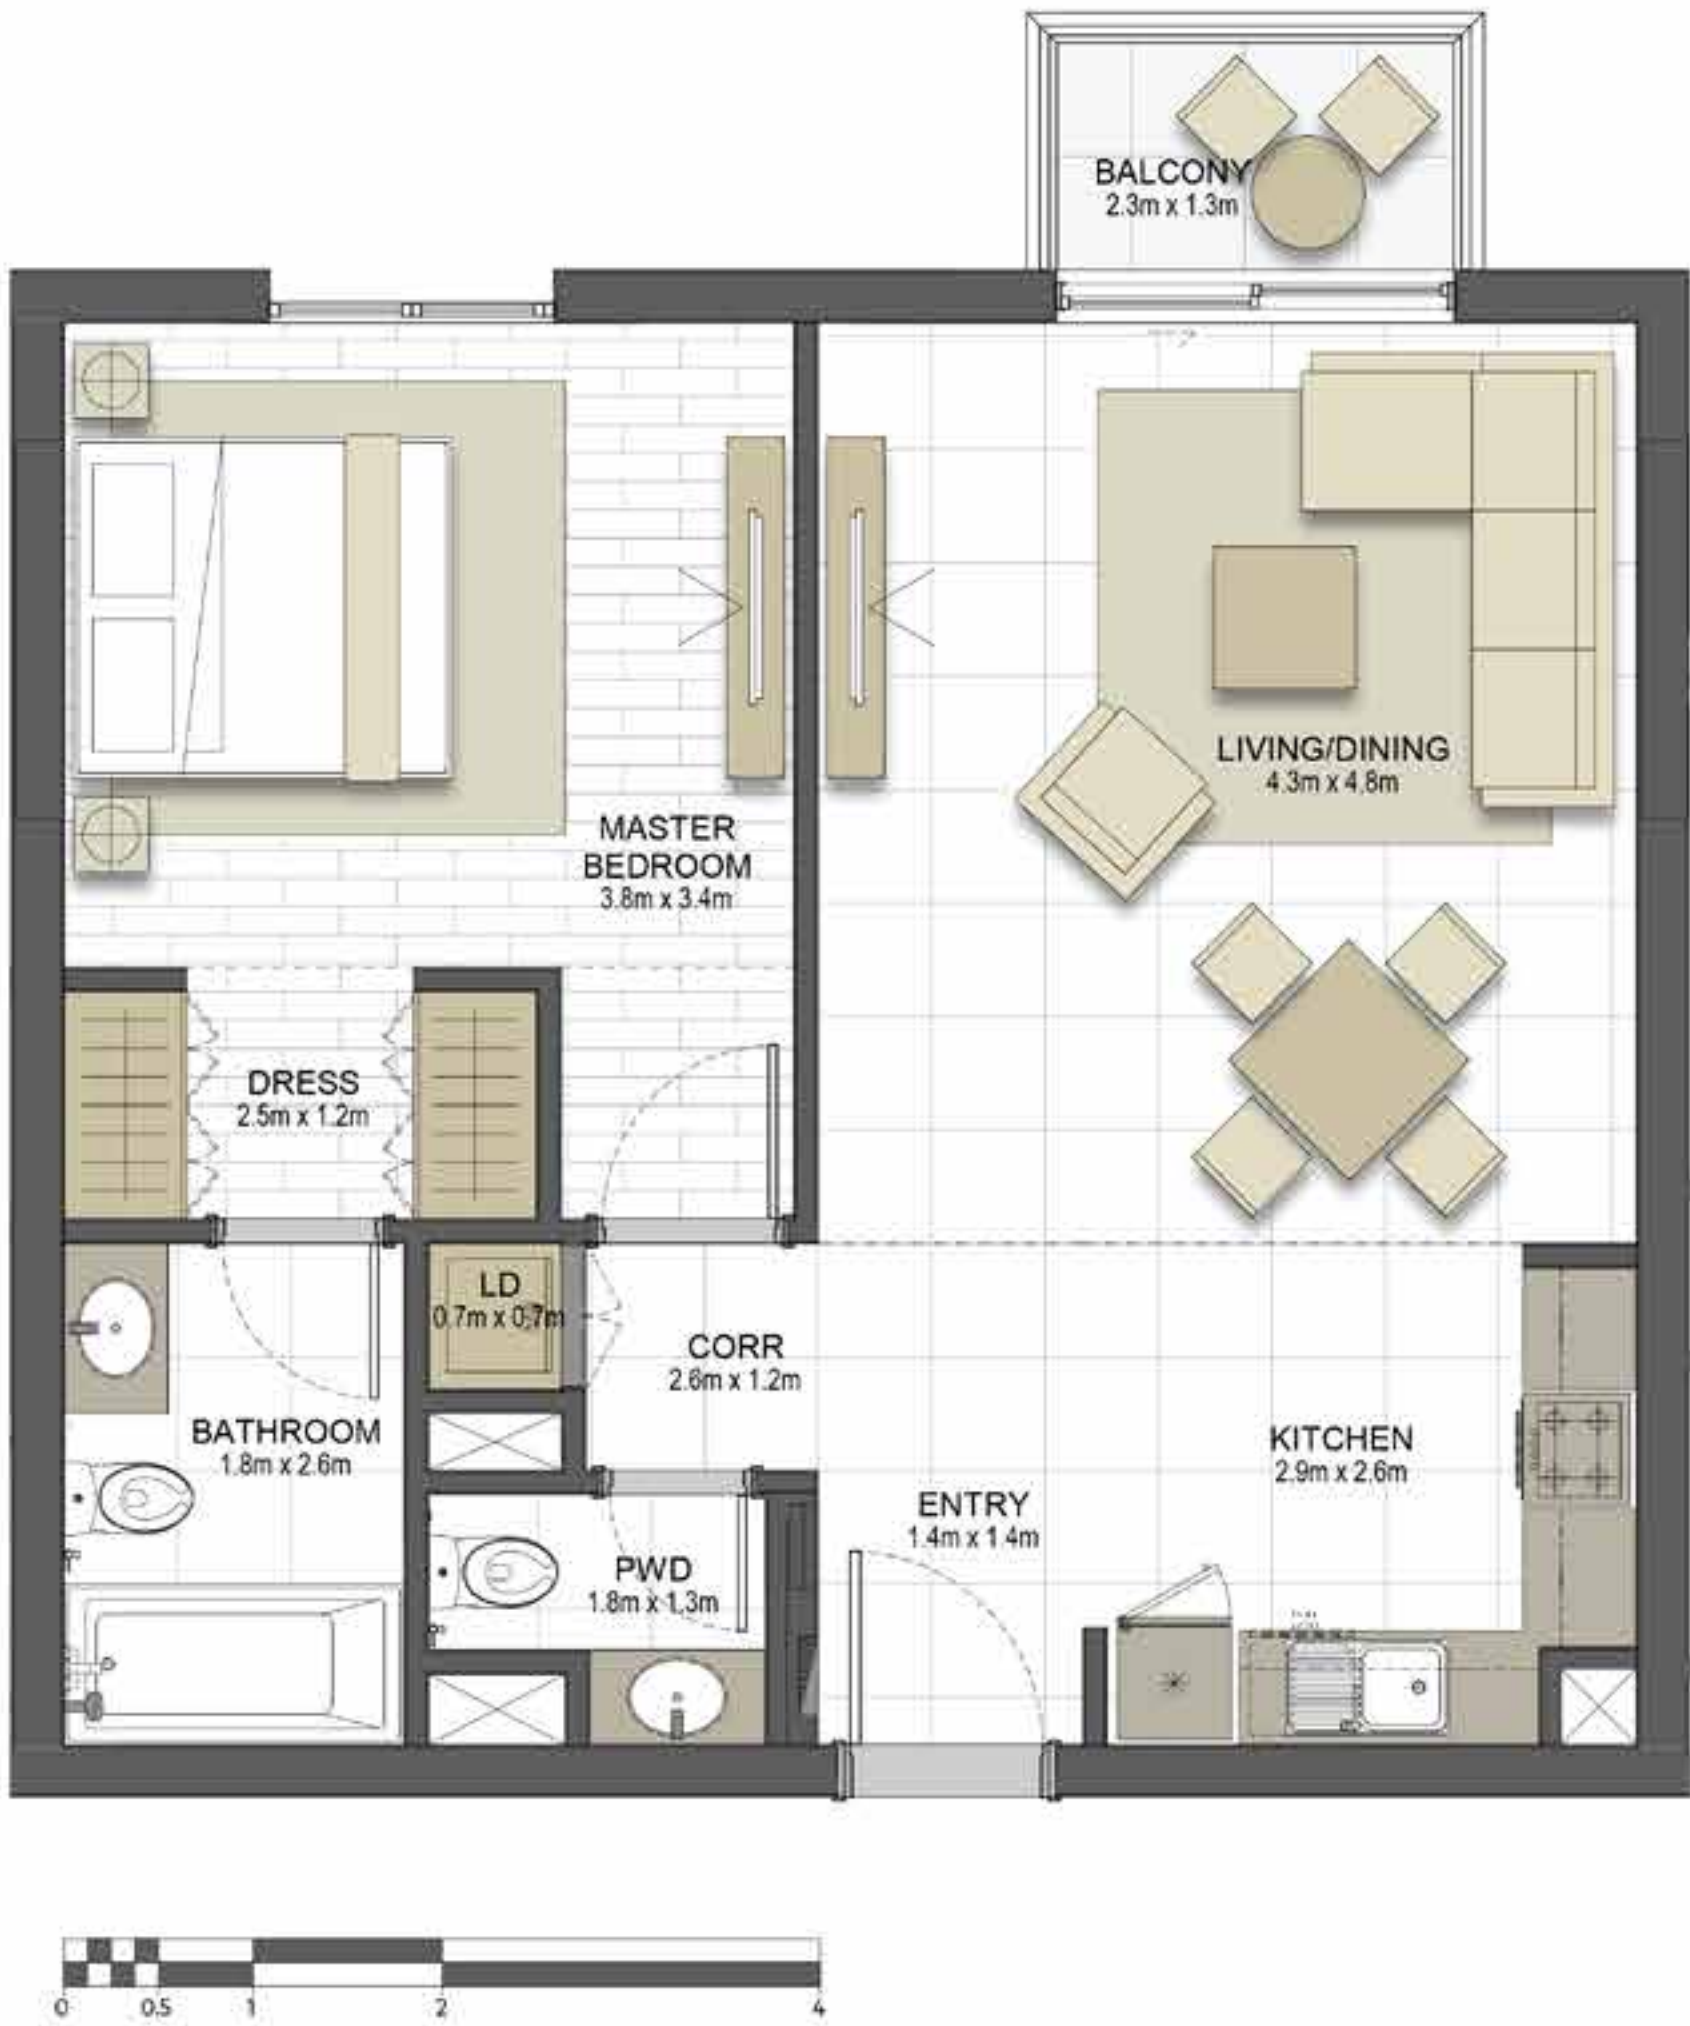 BALCONY
2.3m x 1.3m
LIVING/DINING
4.3m x 4.8m
MASTER
BEDROOM
3.8m x 3.4m
DRESS
2.5m x 1.2m
LD
0.7m x 0.7m
CORR
2.6m x 1.2m
BATHROOM
1.8m x 2.6m
KITCHEN
2.9m x 2.6m
ENTRY
1.4m x 1.4m
PWD
1.8m x 1.3m
0 0.5 1 2 4